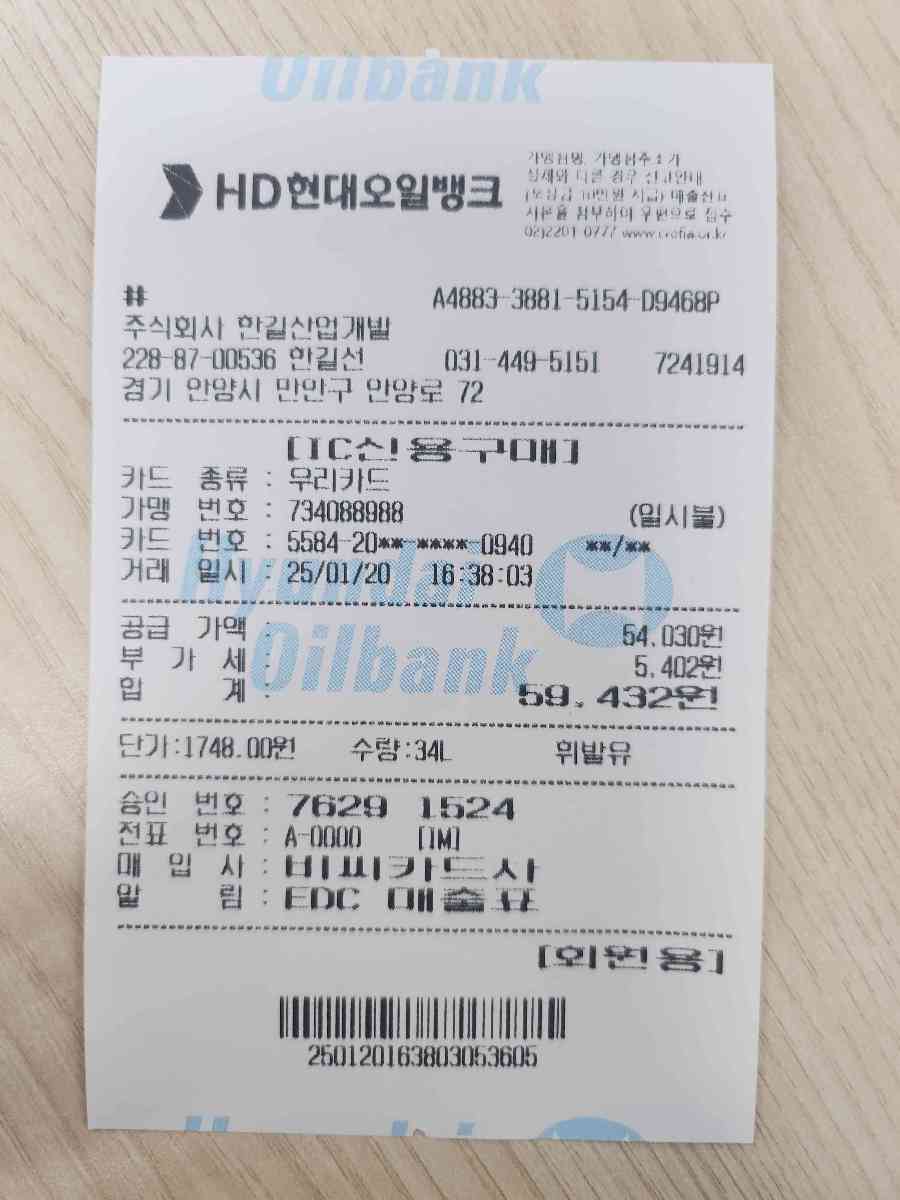 Oilbank
HD현대오일뱅크
가맹점명, 가맹점주소가
실제와 다른 경우 신고안내
(포상금 10만원 지급) 매출전표
사본을 첨부하여 우편으로 접수
02)2201-0777 www.crefia.or.kr
## A4883-3881-5154-D9468P
주식회사 한길산업개발
228-87-00536 한길선 031-449-5151 7241914
경기 안양시 만안구 안양로 72
[IC신용구매]
카드 종류 : 우리카드
가맹 번호 : 734088988 (일시불)
카드 번호 : 5584-20**-****-0940 **/**
거래 일시 : 25/01/20 16:38:03
Hyundai
Oilbank
공급 가액 : 54,030원
부 가 세 : 5,402원
합 계 : 59,432원
단가:1748.00원 수량:34L 휘발유
승인 번호 : 7629 1524
전표 번호 : A-0000 [IM]
매 입 사 : 비씨카드사
알 림 : EDC 매출표
[회원용]
250120163803053605
Hyundai